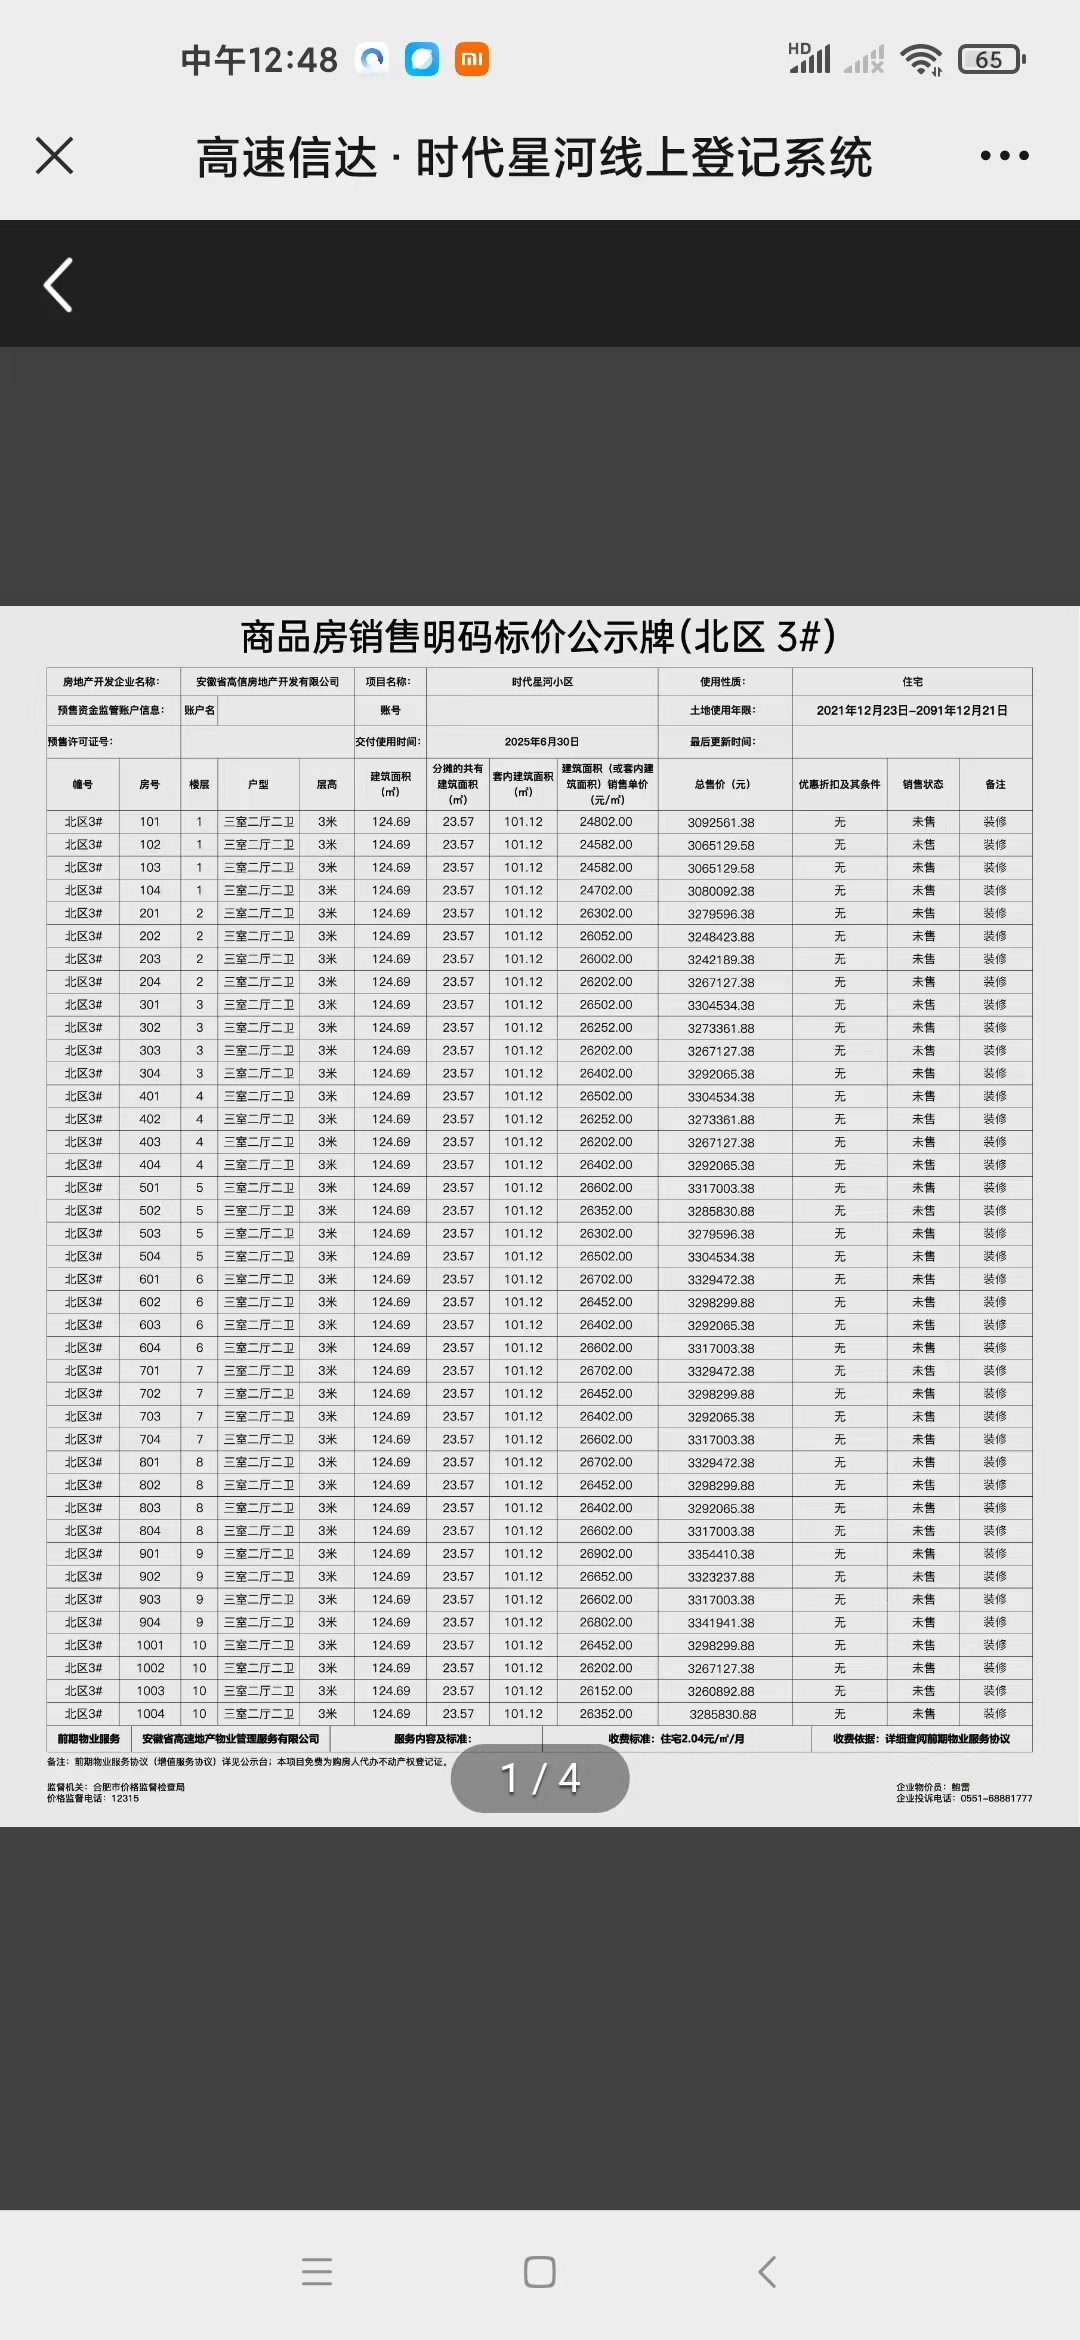 中午12:48 HD 65
高速信达 · 时代星河线上登记系统
商品房销售明码标价公示牌(北区 3#)
房地产开发企业名称： 安徽省高信房地产开发有限公司 项目名称： 时代星河小区 使用性质： 住宅
预售资金监管账户信息： 账户名 账号 土地使用年限： 2021年12月23日-2091年12月21日
预售许可证号： 交付使用时间： 2025年6月30日 最后更新时间：
幢号 房号 楼层 户型 层高 建筑面积（㎡） 分摊的共有建筑面积（㎡） 套内建筑面积（㎡） 建筑面积（或套内建筑面积）销售单价（元/㎡） 总售价（元） 优惠折扣及其条件 销售状态 备注
北区3# 101 1 三室二厅二卫 3米 124.69 23.57 101.12 24802.00 3092561.38 无 未售 装修
北区3# 102 1 三室二厅二卫 3米 124.69 23.57 101.12 24582.00 3065129.58 无 未售 装修
北区3# 103 1 三室二厅二卫 3米 124.69 23.57 101.12 24582.00 3065129.58 无 未售 装修
北区3# 104 1 三室二厅二卫 3米 124.69 23.57 101.12 24702.00 3080092.38 无 未售 装修
北区3# 201 2 三室二厅二卫 3米 124.69 23.57 101.12 26302.00 3279596.38 无 未售 装修
北区3# 202 2 三室二厅二卫 3米 124.69 23.57 101.12 26052.00 3248423.88 无 未售 装修
北区3# 203 2 三室二厅二卫 3米 124.69 23.57 101.12 26002.00 3242189.38 无 未售 装修
北区3# 204 2 三室二厅二卫 3米 124.69 23.57 101.12 26202.00 3267127.38 无 未售 装修
北区3# 301 3 三室二厅二卫 3米 124.69 23.57 101.12 26502.00 3304534.38 无 未售 装修
北区3# 302 3 三室二厅二卫 3米 124.69 23.57 101.12 26252.00 3273361.88 无 未售 装修
北区3# 303 3 三室二厅二卫 3米 124.69 23.57 101.12 26202.00 3267127.38 无 未售 装修
北区3# 304 3 三室二厅二卫 3米 124.69 23.57 101.12 26402.00 3292065.38 无 未售 装修
北区3# 401 4 三室二厅二卫 3米 124.69 23.57 101.12 26502.00 3304534.38 无 未售 装修
北区3# 402 4 三室二厅二卫 3米 124.69 23.57 101.12 26252.00 3273361.88 无 未售 装修
北区3# 403 4 三室二厅二卫 3米 124.69 23.57 101.12 26202.00 3267127.38 无 未售 装修
北区3# 404 4 三室二厅二卫 3米 124.69 23.57 101.12 26402.00 3292065.38 无 未售 装修
北区3# 501 5 三室二厅二卫 3米 124.69 23.57 101.12 26602.00 3317003.38 无 未售 装修
北区3# 502 5 三室二厅二卫 3米 124.69 23.57 101.12 26352.00 3285830.88 无 未售 装修
北区3# 503 5 三室二厅二卫 3米 124.69 23.57 101.12 26302.00 3279596.38 无 未售 装修
北区3# 504 5 三室二厅二卫 3米 124.69 23.57 101.12 26502.00 3304534.38 无 未售 装修
北区3# 601 6 三室二厅二卫 3米 124.69 23.57 101.12 26702.00 3329472.38 无 未售 装修
北区3# 602 6 三室二厅二卫 3米 124.69 23.57 101.12 26452.00 3298299.88 无 未售 装修
北区3# 603 6 三室二厅二卫 3米 124.69 23.57 101.12 26402.00 3292065.38 无 未售 装修
北区3# 604 6 三室二厅二卫 3米 124.69 23.57 101.12 26602.00 3317003.38 无 未售 装修
北区3# 701 7 三室二厅二卫 3米 124.69 23.57 101.12 26702.00 3329472.38 无 未售 装修
北区3# 702 7 三室二厅二卫 3米 124.69 23.57 101.12 26452.00 3298299.88 无 未售 装修
北区3# 703 7 三室二厅二卫 3米 124.69 23.57 101.12 26402.00 3292065.38 无 未售 装修
北区3# 704 7 三室二厅二卫 3米 124.69 23.57 101.12 26602.00 3317003.38 无 未售 装修
北区3# 801 8 三室二厅二卫 3米 124.69 23.57 101.12 26702.00 3329472.38 无 未售 装修
北区3# 802 8 三室二厅二卫 3米 124.69 23.57 101.12 26452.00 3298299.88 无 未售 装修
北区3# 803 8 三室二厅二卫 3米 124.69 23.57 101.12 26402.00 3292065.38 无 未售 装修
北区3# 804 8 三室二厅二卫 3米 124.69 23.57 101.12 26602.00 3317003.38 无 未售 装修
北区3# 901 9 三室二厅二卫 3米 124.69 23.57 101.12 26902.00 3354410.38 无 未售 装修
北区3# 902 9 三室二厅二卫 3米 124.69 23.57 101.12 26652.00 3323237.88 无 未售 装修
北区3# 903 9 三室二厅二卫 3米 124.69 23.57 101.12 26602.00 3317003.38 无 未售 装修
北区3# 904 9 三室二厅二卫 3米 124.69 23.57 101.12 26802.00 3341941.38 无 未售 装修
北区3# 1001 10 三室二厅二卫 3米 124.69 23.57 101.12 26452.00 3298299.88 无 未售 装修
北区3# 1002 10 三室二厅二卫 3米 124.69 23.57 101.12 26202.00 3267127.38 无 未售 装修
北区3# 1003 10 三室二厅二卫 3米 124.69 23.57 101.12 26152.00 3260892.88 无 未售 装修
北区3# 1004 10 三室二厅二卫 3米 124.69 23.57 101.12 26352.00 3285830.88 无 未售 装修
前期物业服务 安徽省高速地产物业管理服务有限公司 服务内容及标准： 收费标准：住宅2.04元/㎡/月 收费依据：详细查阅前期物业服务协议
备注：前期物业服务协议（增值服务协议）详见公示台；本项目免费为购房人代办不动产权登记证。
1 / 4
监督机关：合肥市价格监督检查局 企业物价员：鲍雷
价格监督电话：12315 企业投诉电话：0551-68881777